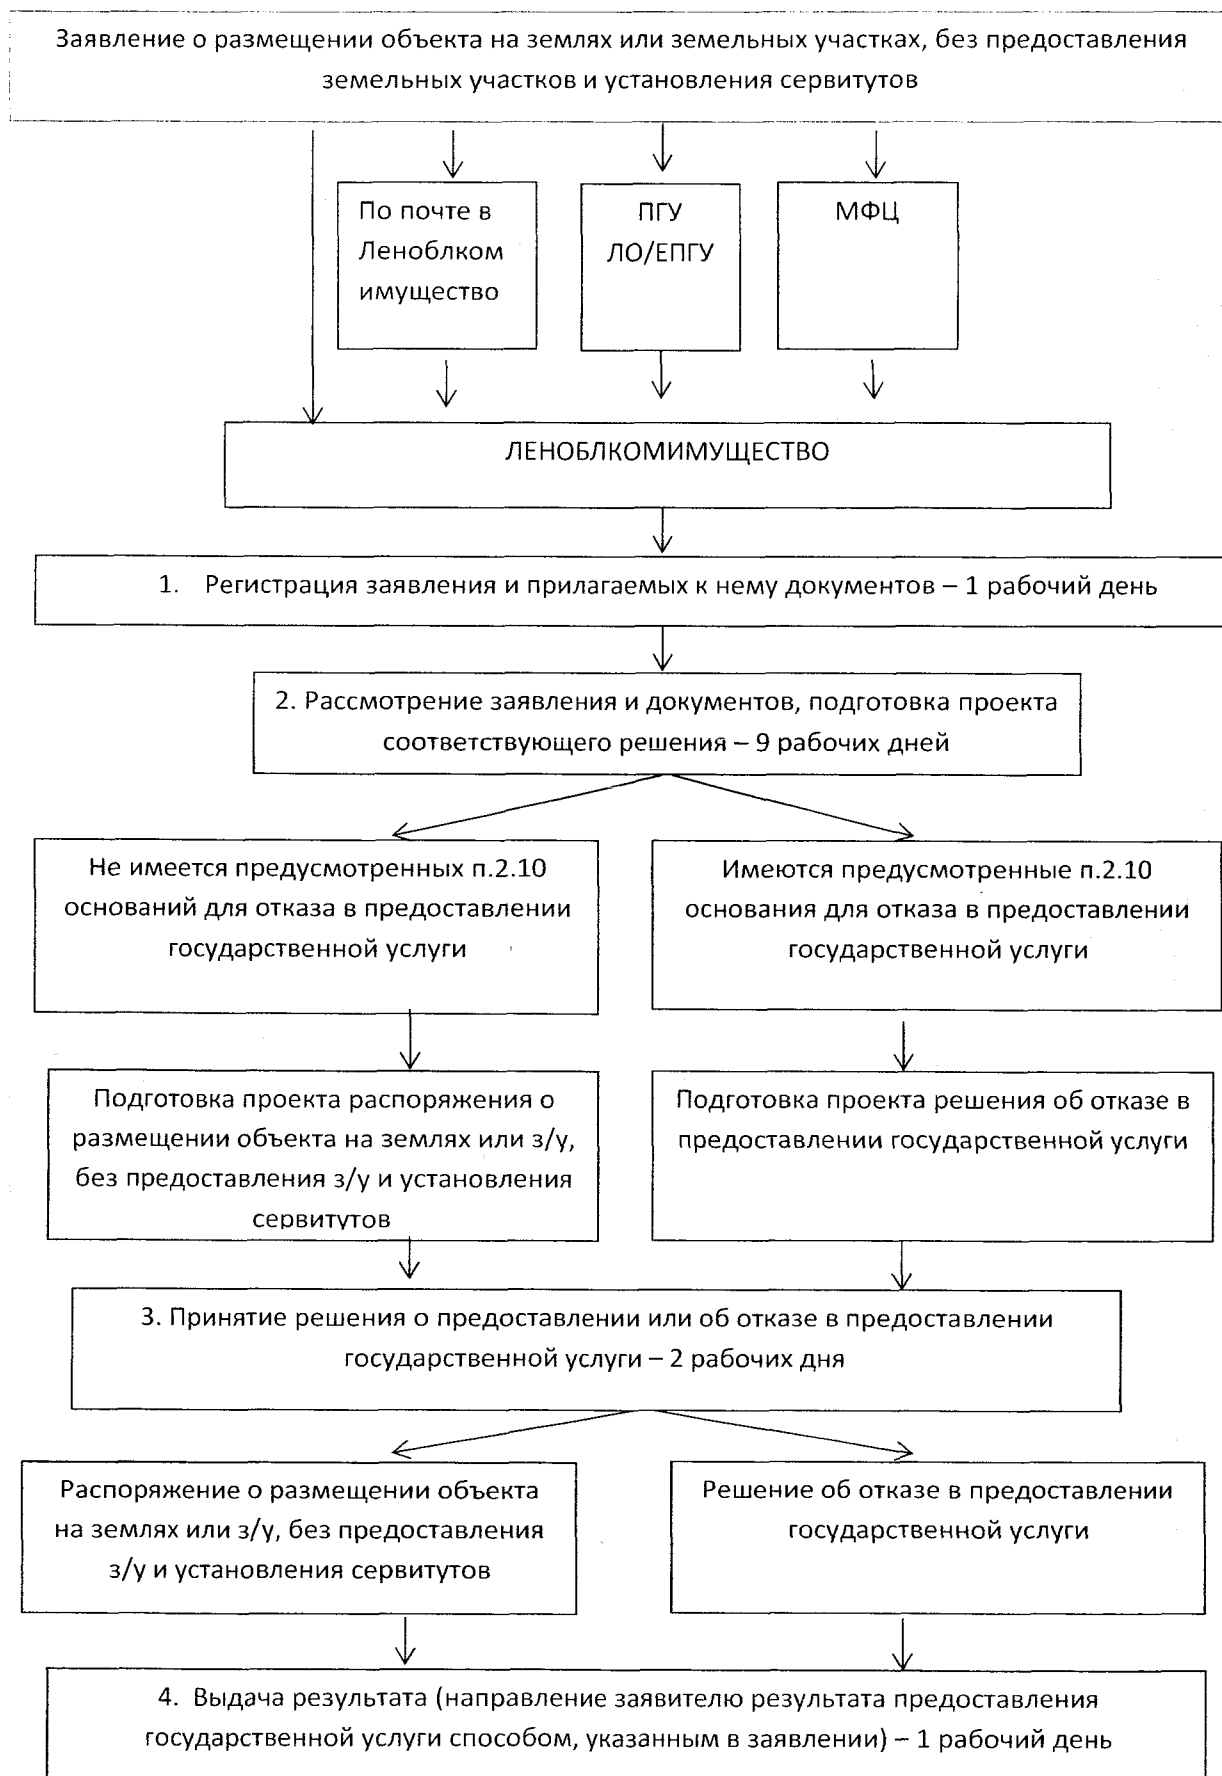 Заявление о размещении объекта на землях или земельных участках, без предоставления
земельных участков и установления сервитутов
По почте в
Леноблком
имущество
ПГУ
ЛО/ЕПГУ
МФЦ
ЛЕНОБЛКОМИМУЩЕСТВО
1. Регистрация заявления и прилагаемых к нему документов – 1 рабочий день
2. Рассмотрение заявления и документов, подготовка проекта
соответствующего решения – 9 рабочих дней
Не имеется предусмотренных п.2.10
оснований для отказа в предоставлении
государственной услуги
Имеются предусмотренные п.2.10
основания для отказа в предоставлении
государственной услуги
Подготовка проекта распоряжения о
размещении объекта на землях или з/у,
без предоставления з/у и установления
сервитутов
Подготовка проекта решения об отказе в
предоставлении государственной услуги
3. Принятие решения о предоставлении или об отказе в предоставлении
государственной услуги – 2 рабочих дня
Распоряжение о размещении объекта
на землях или з/у, без предоставления
з/у и установления сервитутов
Решение об отказе в предоставлении
государственной услуги
4. Выдача результата (направление заявителю результата предоставления
государственной услуги способом, указанным в заявлении) – 1 рабочий день